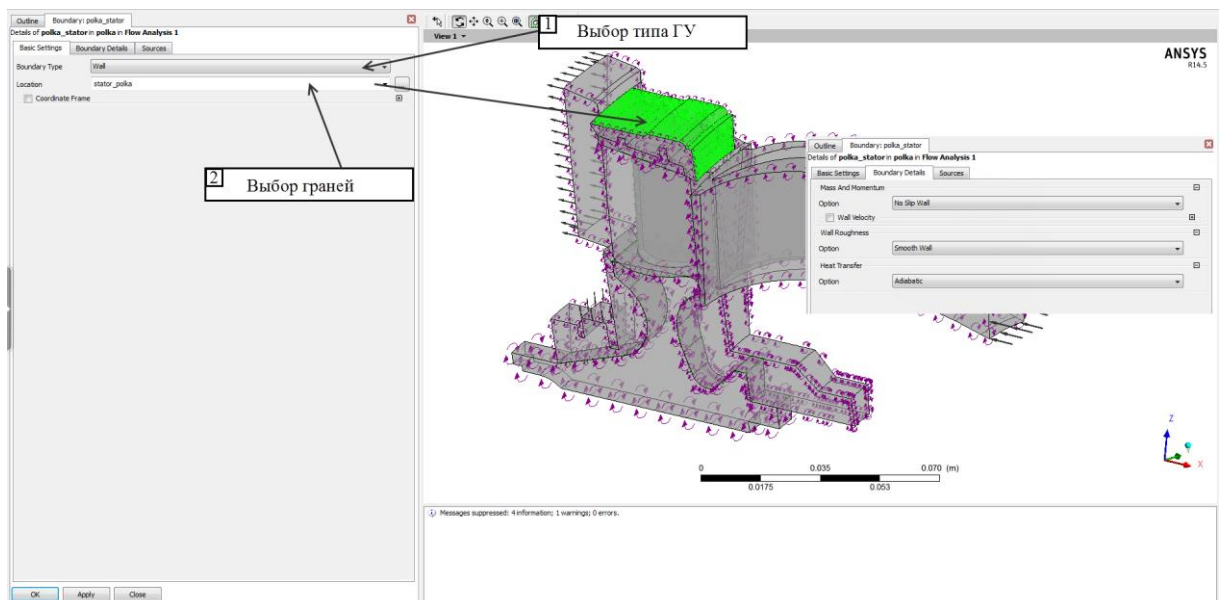 Outline Boundary: polka_stator
Details of polka_stator in polka in Flow Analysis 1
Basic Settings Boundary Details Sources
Boundary Type Wall
Location stator_polka
Coordinate Frame
1 Выбор типа ГУ
2 Выбор граней
View 1
ANSYS
R14.5
Outline Boundary: polka_stator
Details of polka_stator in polka in Flow Analysis 1
Basic Settings Boundary Details Sources
Mass And Momentum
Option No Slip Wall
Wall Velocity
Wall Roughness
Option Smooth Wall
Heat Transfer
Option Adiabatic
Z
X
0 0.035 0.070 (m)
0.0175 0.053
Messages suppressed: 4 information; 1 warnings; 0 errors.
OK Apply Close